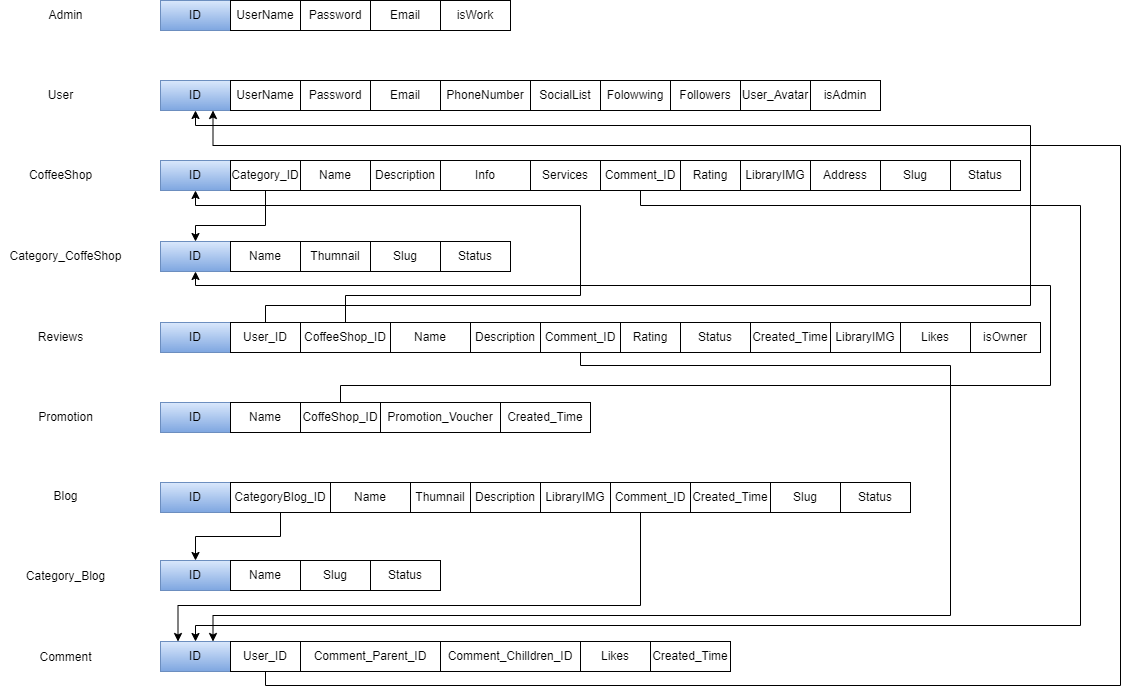 Admin ID UserName Password Email isWork
User ID UserName Password Email PhoneNumber SocialList Folowwing Followers User_Avatar isAdmin
CoffeeShop ID Category_ID Name Description Info Services Comment_ID Rating LibraryIMG Address Slug Status
Category_CoffeShop ID Name Thumnail Slug Status
Reviews ID User_ID CoffeeShop_ID Name Description Comment_ID Rating Status Created_Time LibraryIMG Likes isOwner
Promotion ID Name CoffeShop_ID Promotion_Voucher Created_Time
Blog ID CategoryBlog_ID Name Thumnail Description LibraryIMG Comment_ID Created_Time Slug Status
Category_Blog ID Name Slug Status
Comment ID User_ID Comment_Parent_ID Comment_Chilldren_ID Likes Created_Time